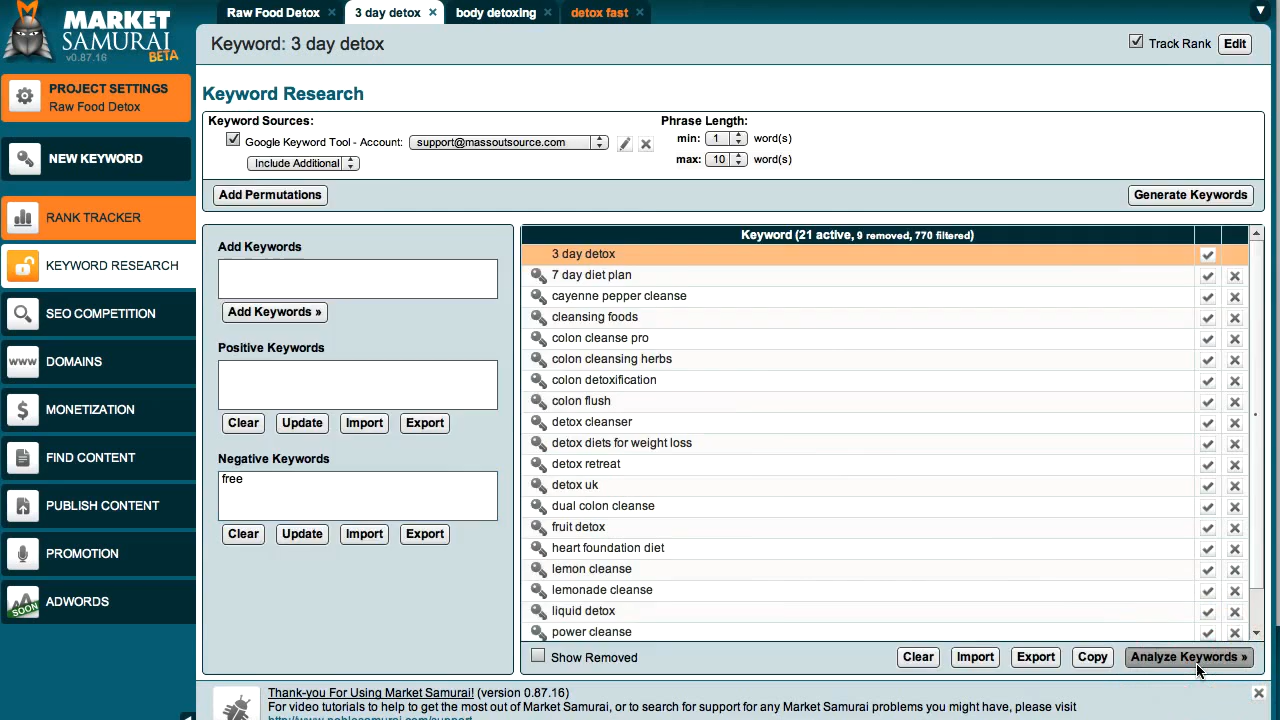 MARKET
SAMURAI
v0.87.16
BETA
Raw Food Detox
3 day detox
body detoxing
detox fast
Keyword: 3 day detox
Track Rank
Edit
PROJECT SETTINGS
Raw Food Detox
NEW KEYWORD
RANK TRACKER
KEYWORD RESEARCH
SEO COMPETITION
WWW
DOMAINS
$
MONETIZATION
FIND CONTENT
PUBLISH CONTENT
PROMOTION
SOON
ADWORDS
Keyword Research
Keyword Sources:
Phrase Length:
Google Keyword Tool - Account:
support@massoutsource.com
min:
1
word(s)
Include Additional
max:
10
word(s)
Add Permutations
Generate Keywords
Add Keywords
Add Keywords »
Positive Keywords
Clear
Update
Import
Export
Negative Keywords
free
Clear
Update
Import
Export
Keyword (21 active, 9 removed, 770 filtered)
3 day detox
7 day diet plan
cayenne pepper cleanse
cleansing foods
colon cleanse pro
colon cleansing herbs
colon detoxification
colon flush
detox cleanser
detox diets for weight loss
detox retreat
detox uk
dual colon cleanse
fruit detox
heart foundation diet
lemon cleanse
lemonade cleanse
liquid detox
power cleanse
Show Removed
Clear
Import
Export
Copy
Analyze Keywords »
Thank-you For Using Market Samurai! (version 0.87.16)
For video tutorials to help to get the most out of Market Samurai, or to search for support for any Market Samurai problems you might have, please visit